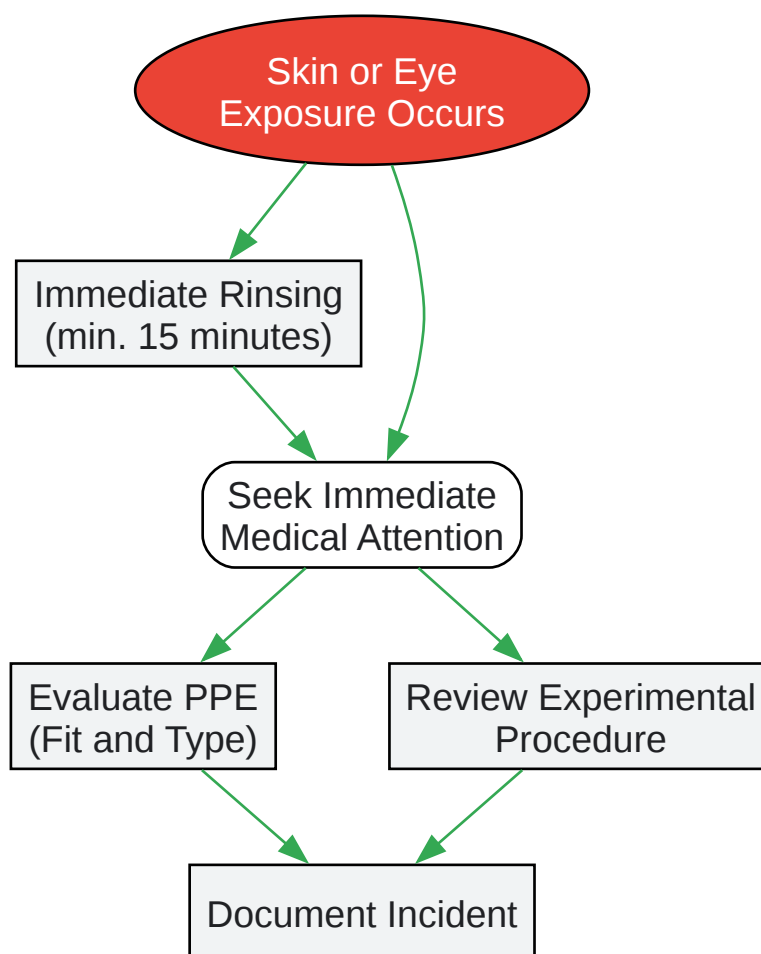 Skin or Eye
Exposure Occurs
Immediate Rinsing
(min. 15 minutes)
Seek Immediate
Medical Attention
Evaluate PPE
(Fit and Type)
Review Experimental
Procedure
Document Incident